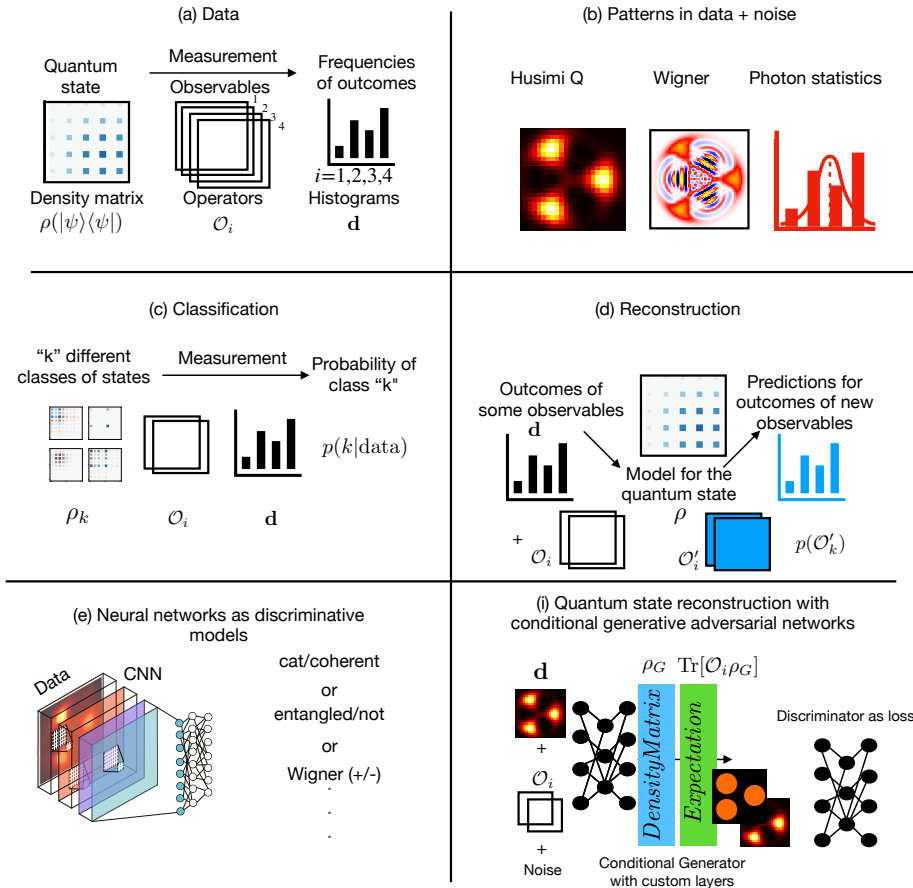 (a) Data
Measurement
Quantum
state
Observables
Frequencies
of outcomes
1
2
3
4
i=1,2,3,4
Density matrix
Operators
Histograms
ρ(|ψ⟩⟨ψ|)
𝒪ᵢ
d
(b) Patterns in data + noise
Husimi Q
Wigner
Photon statistics
(c) Classification
“k” different
classes of states
Measurement
Probability of
class “k"
p(k|data)
ρₖ
𝒪ᵢ
d
(d) Reconstruction
Outcomes of
some observables
d
Predictions for
outcomes of new
observables
Model for the
quantum state
ρ
+
𝒪ᵢ
𝒪ᵢ′
p(𝒪ₖ′)
(e) Neural networks as discriminative
models
Data
CNN
cat/coherent
or
entangled/not
or
Wigner (+/-)
.
.
.
(i) Quantum state reconstruction with
conditional generative adversarial networks
d
ρ_G
Tr[𝒪ᵢρ_G]
+
𝒪ᵢ
+
Noise
DensityMatrix
Expectation
Discriminator as loss
Conditional Generator
with custom layers